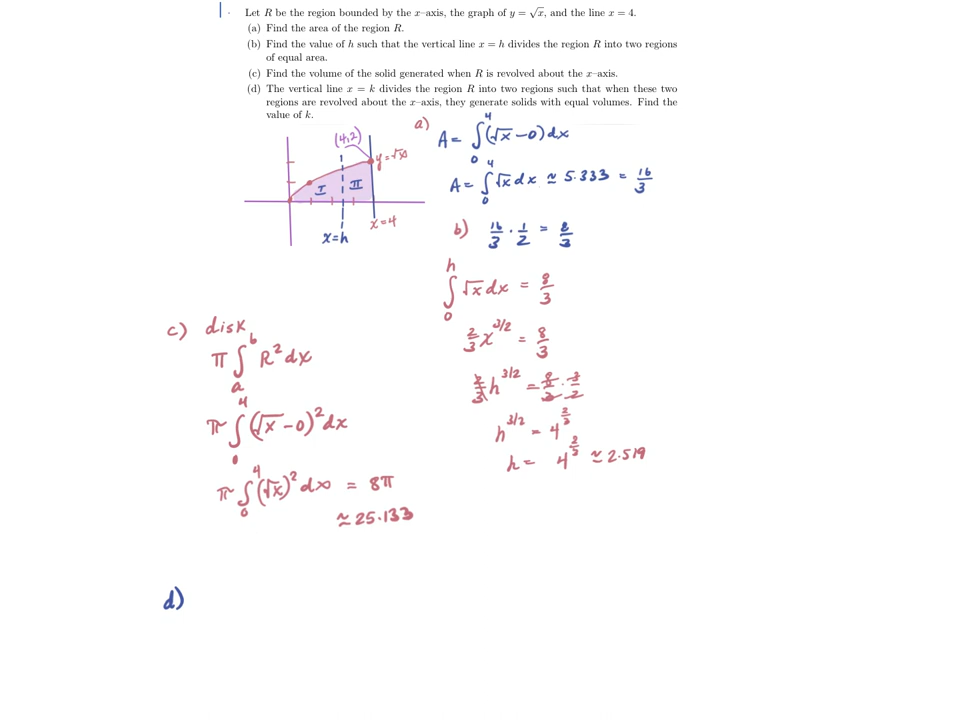 1.
Let R be the region bounded by the x–axis, the graph of y = √x, and the line x = 4.
(a) Find the area of the region R.
(b) Find the value of h such that the vertical line x = h divides the region R into two regions
of equal area.
(c) Find the volume of the solid generated when R is revolved about the x–axis.
(d) The vertical line x = k divides the region R into two regions such that when these two
regions are revolved about the x–axis, they generate solids with equal volumes. Find the
value of k.
(4,2)
y=√x
I II
x=4
x=h
a) A = ∫₀⁴ (√x − 0) dx
A = ∫₀⁴ √x dx ≈ 5.333 = 16/3
b) 16/3 · 1/2 = 8/3
∫₀ʰ √x dx = 8/3
2/3 x^3/2 = 8/3
2/3 h^3/2 = 8/3 · 3/2
h^3/2 = 4^2/3
h = 4^2/3 ≈ 2.519
c) disk
π ∫ₐᵇ R² dx
π ∫₀⁴ (√x − 0)² dx
π ∫₀⁴ (√x)² dx = 8π
≈ 25.133
d)